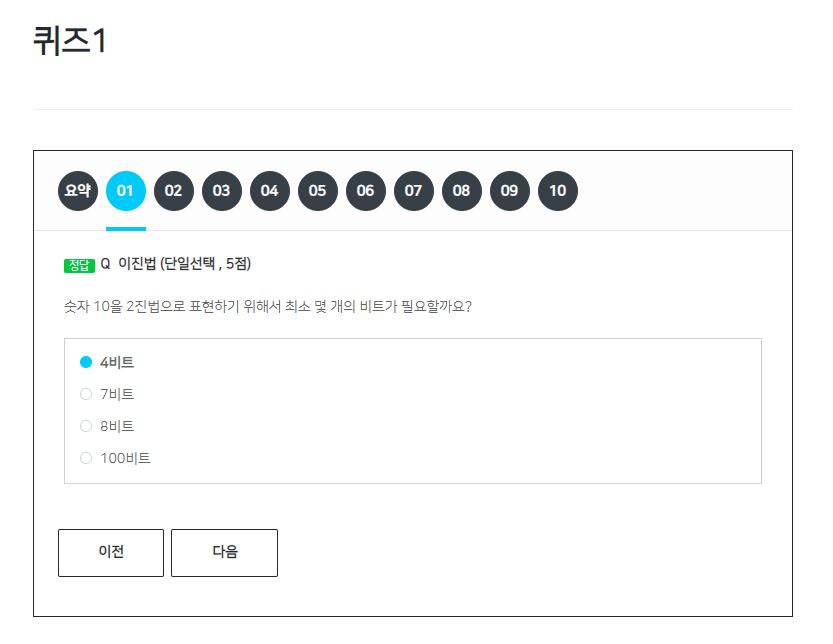 퀴즈1
요약 01 02 03 04 05 06 07 08 09 10
정답 Q 이진법 (단일선택 , 5점)
숫자 10을 2진법으로 표현하기 위해서 최소 몇 개의 비트가 필요할까요?
4비트
7비트
8비트
100비트
이전 다음